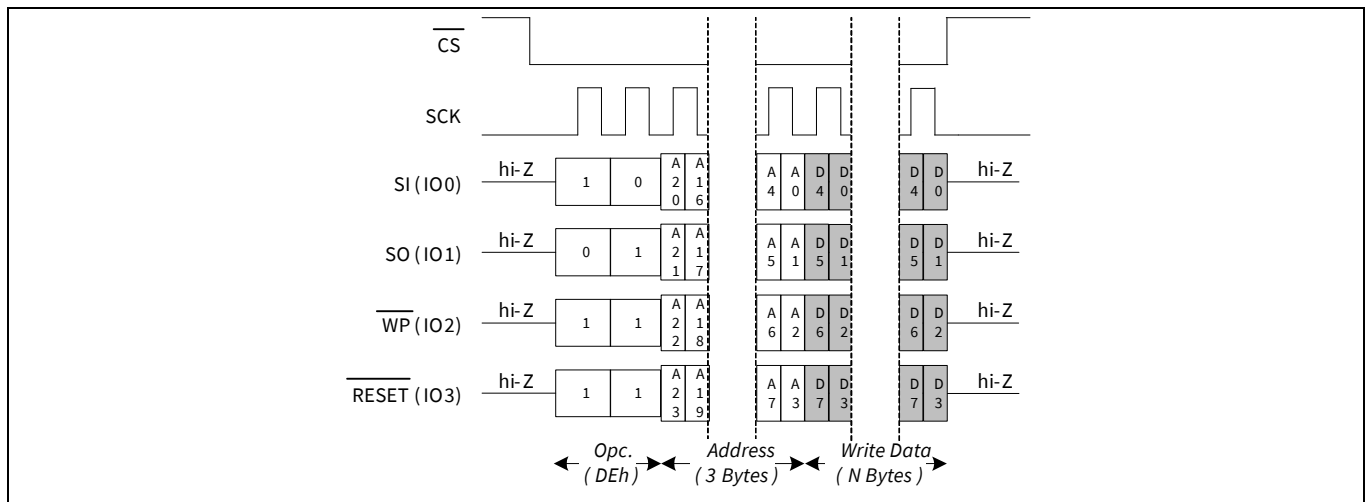 CS
SCK
SI (IO0) hi-Z 1 0 A20 A16 A4 A0 D4 D0 D4 D0 hi-Z
SO (IO1) hi-Z 0 1 A21 A17 A5 A1 D5 D1 D5 D1 hi-Z
WP (IO2) hi-Z 1 1 A22 A18 A6 A2 D6 D2 D6 D2 hi-Z
RESET (IO3) hi-Z 1 1 A23 A19 A7 A3 D7 D3 D7 D3 hi-Z
Opc. Address Write Data
( DEh ) ( 3 Bytes ) ( N Bytes )